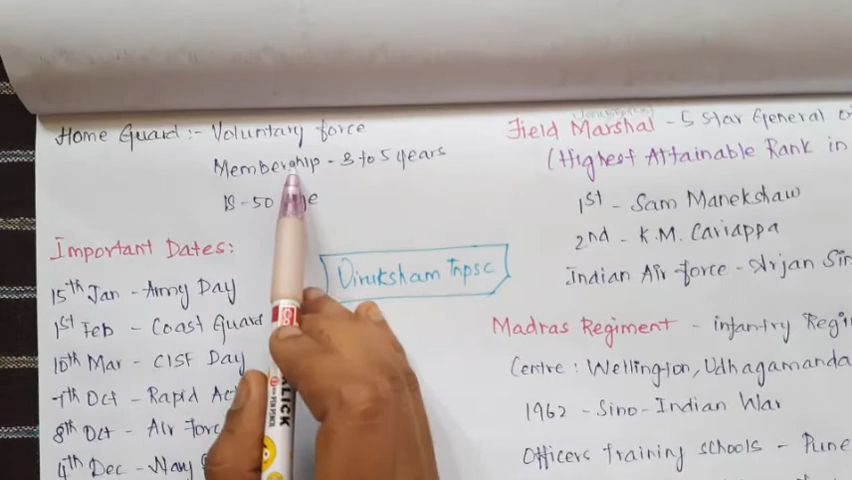 Home Guard :- Voluntary force
Membership - 3 to 5 years
18-50
Important Dates:
15th Jan - Army Day
1st Feb - Coast Guard
10th Mar - CISF Day
7th Oct - Rapid
8th Oct - Air
4th Dec - Navy
Viruksham Tnpsc
Field Marshal - 5 Star General
(Highest Attainable Rank in
1st - Sam Manekshaw
2nd - K.M. Cariappa
Indian Air force - Arjan
Madras Regiment - infantry
Centre : Wellington, Udhagamanda
1962 - Sino-Indian War
Officers training schools - Pune